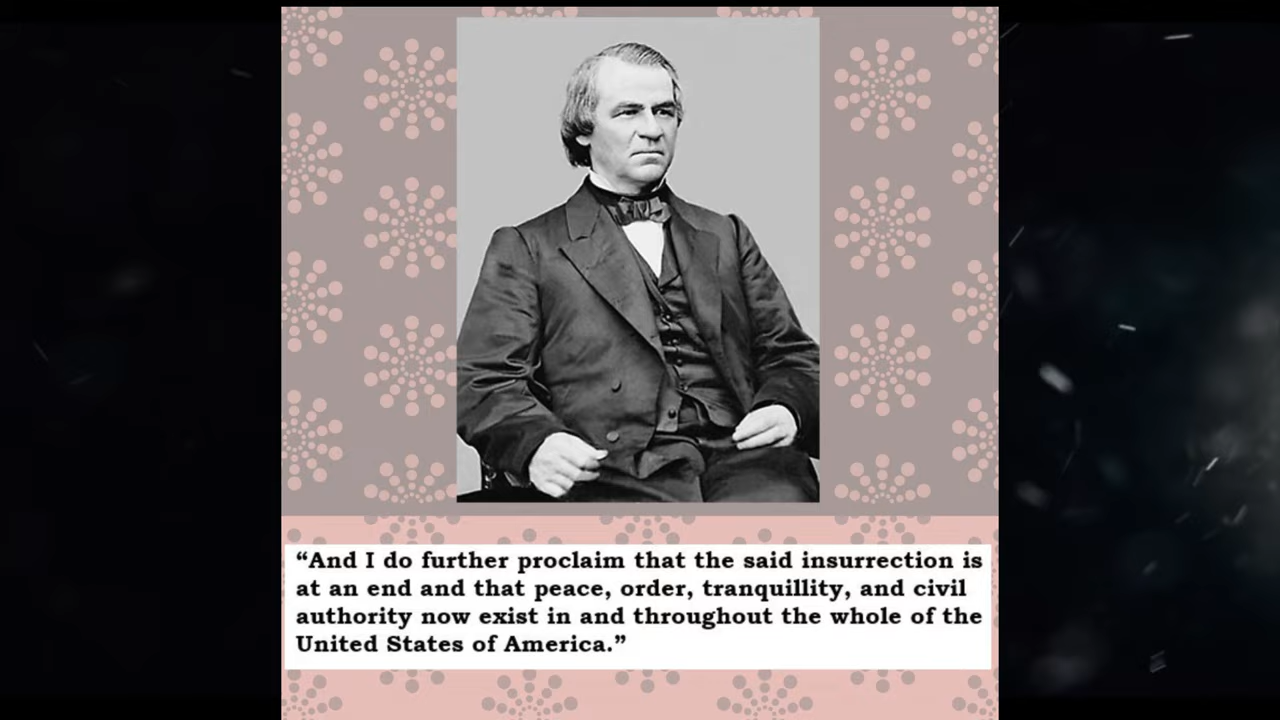 “And I do further proclaim that the said insurrection is
at an end and that peace, order, tranquillity, and civil
authority now exist in and throughout the whole of the
United States of America.”